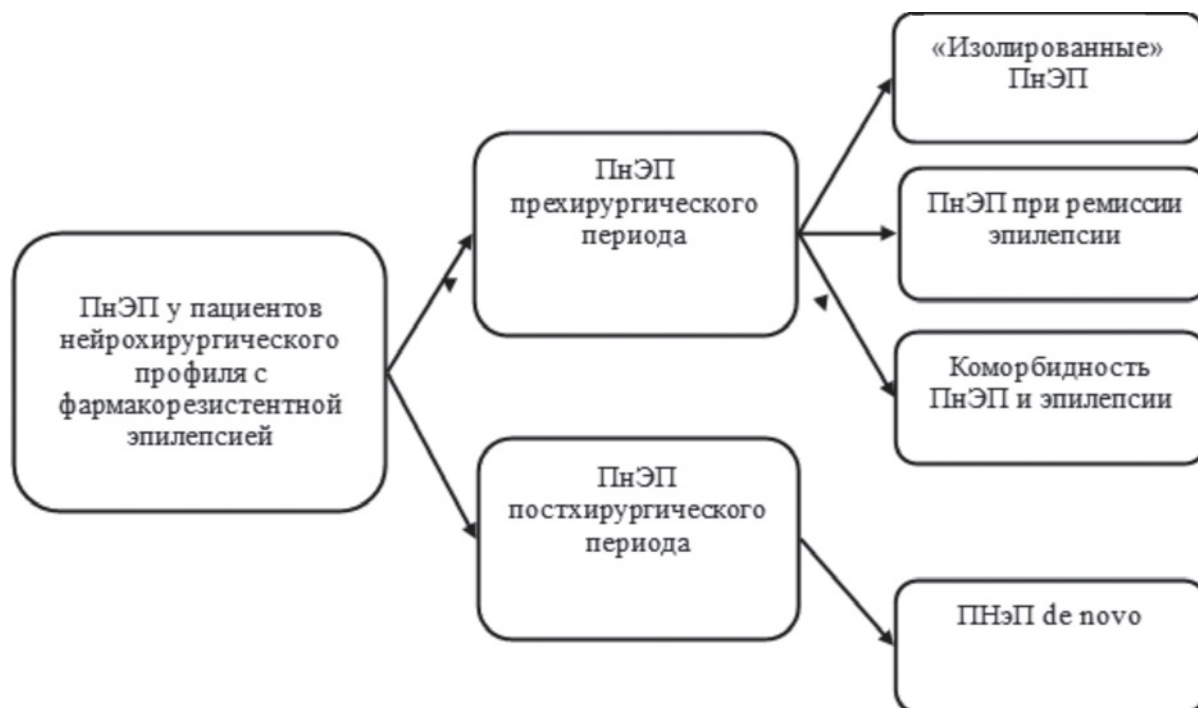 ПнЭП у пациентов
нейрохирургического
профиля с
фармакорезистентной
эпилепсией
ПнЭП
прехирургического
периода
ПнЭП
постхирургического
периода
«Изолированные»
ПнЭП
ПнЭП при ремиссии
эпилепсии
Коморбидность
ПнЭП и эпилепсии
ПНэП de novo